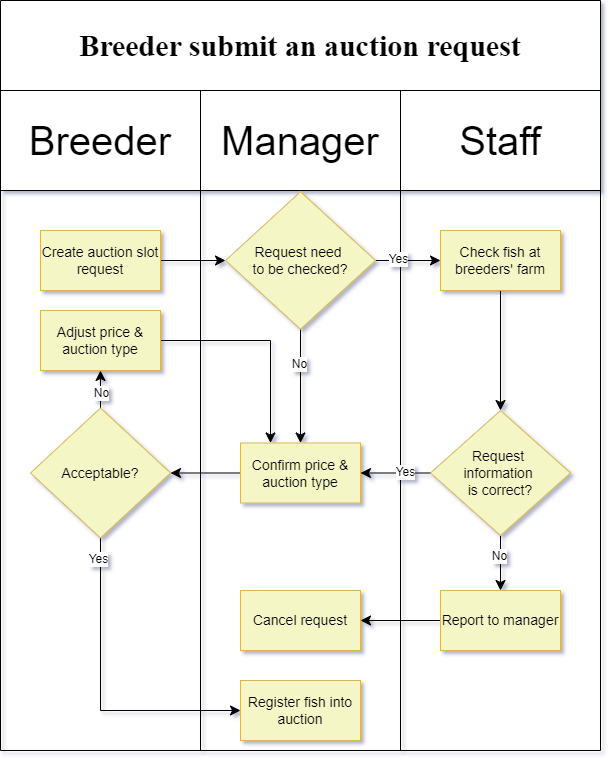 Breeder submit an auction request
Breeder
Manager
Staff
Create auction slot
request
Request need
to be checked?
Yes
Check fish at
breeders' farm
Adjust price &
auction type
No
No
Acceptable?
Confirm price &
auction type
Yes
Request
information
is correct?
Yes
No
Cancel request
Report to manager
Register fish into
auction